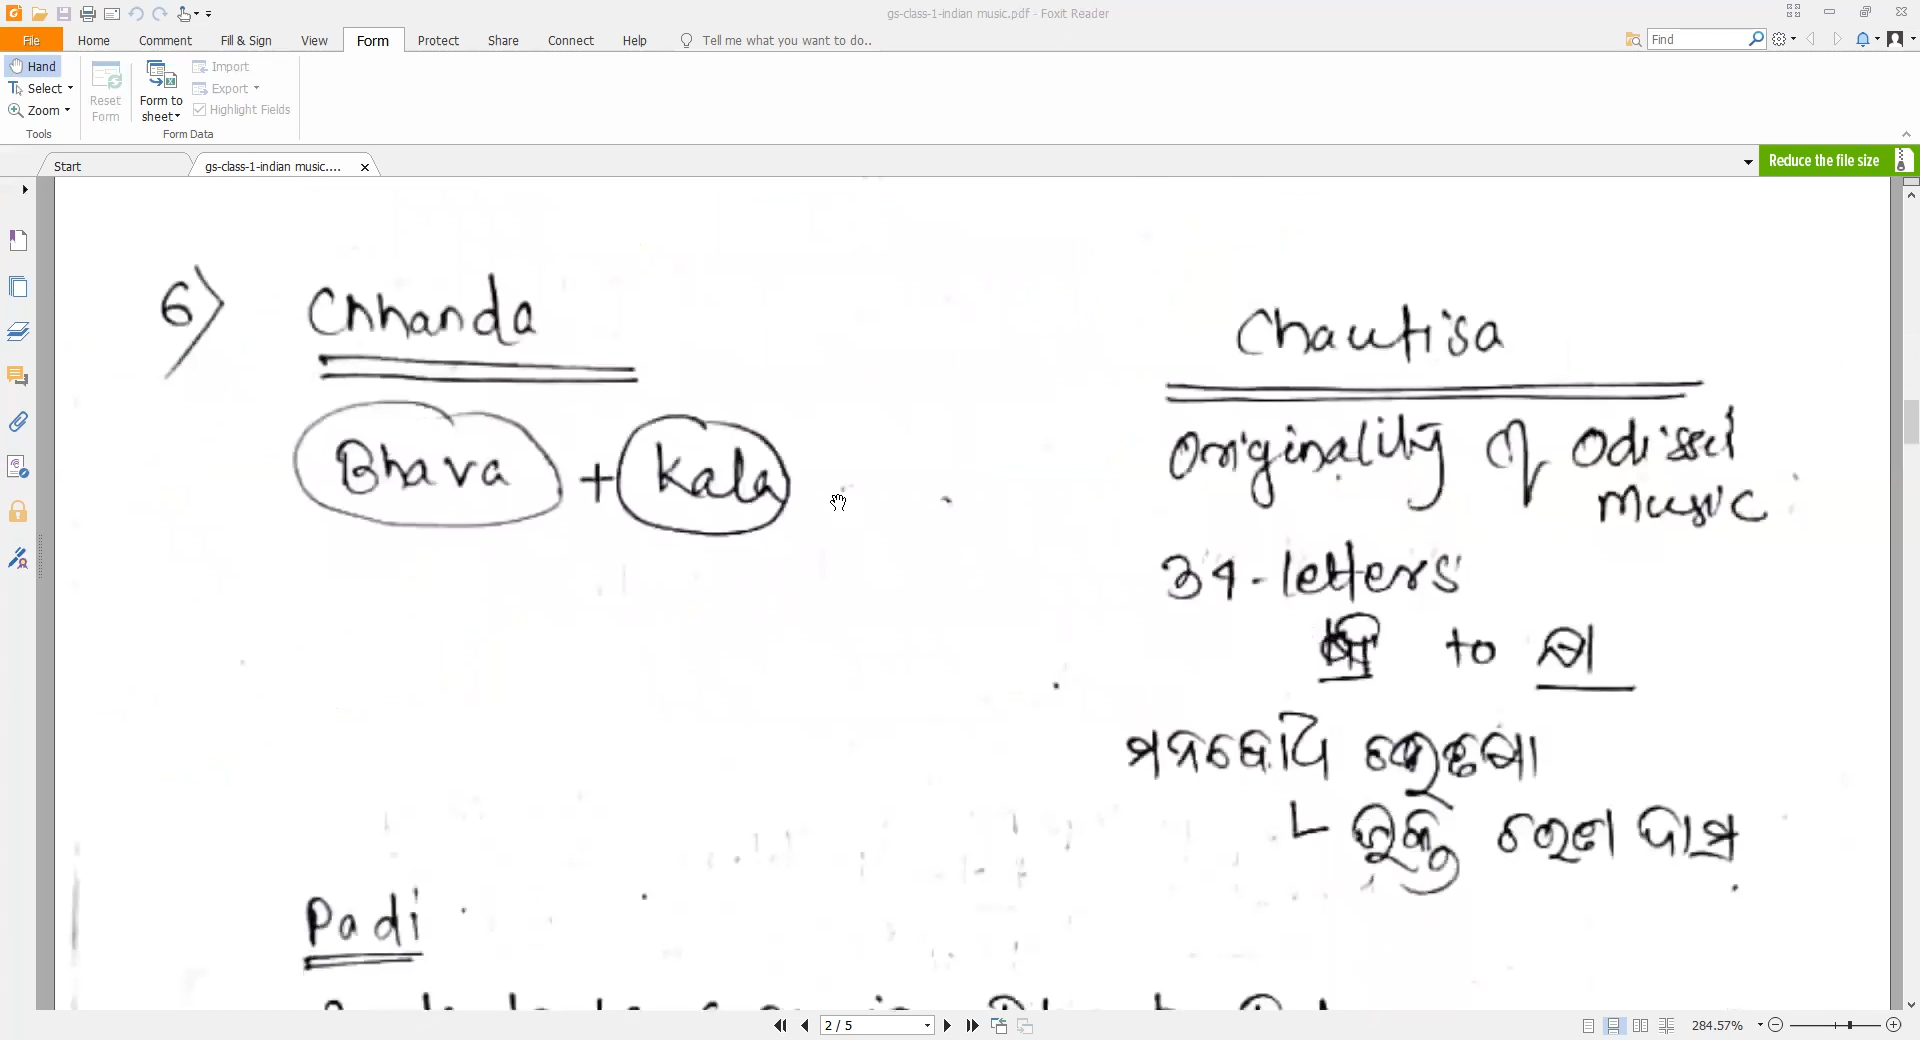 gs-class-1-indian music.pdf - Foxit Reader
File Home Comment Fill & Sign View Form Protect Share Connect Help Tell me what you want to do.. Find
Hand
Select
Zoom
Tools
Reset Form
Form to sheet
Import
Export
Highlight Fields
Form Data
Start
gs-class-1-indian music....
Reduce the file size
6) Chhanda
Bhava + Kala
Chautisa
Originality of Odissi
music
34-letters
to
Padi
2 / 5
284.57%